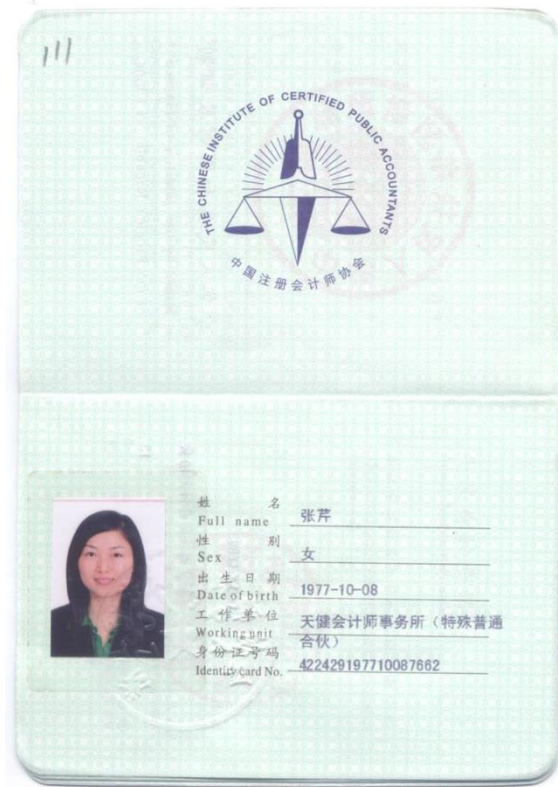 111
THE CHINESE INSTITUTE OF CERTIFIED PUBLIC ACCOUNTANTS
中国注册会计师协会
姓 名
Full name 张芹
性 别
Sex 女
出生日期
Date of birth 1977-10-08
工作单位
Working unit 天健会计师事务所（特殊普通
合伙）
身份证号码
Identity card No. 422429197710087662